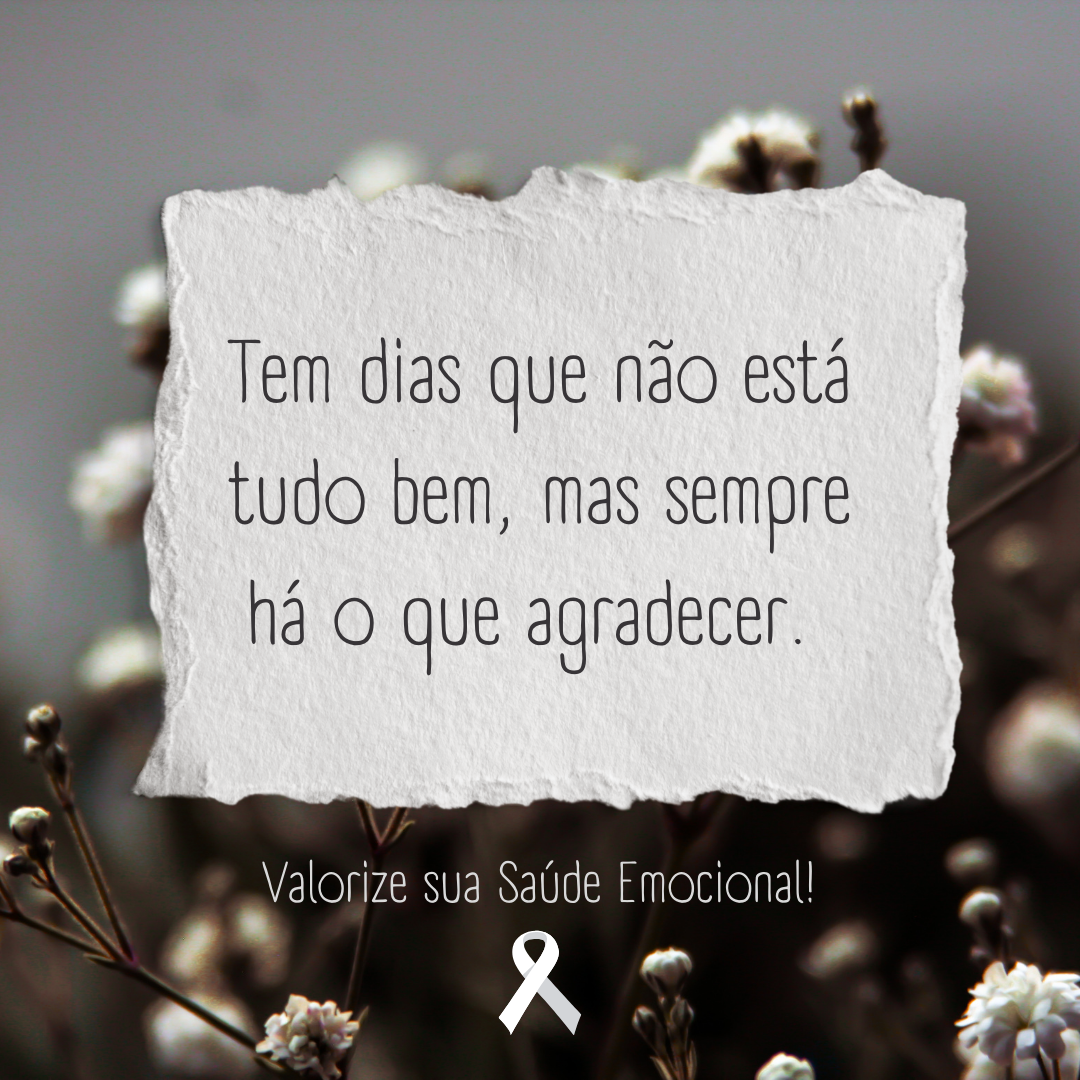 Tem dias que não está
tudo bem, mas sempre
há o que agradecer.
Valorize sua Saúde Emocional!